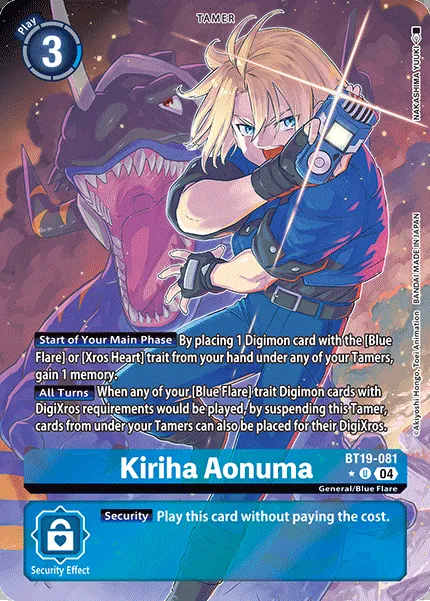 TAMER
Play
3
NAKASHIMA YUUKI
Start of Your Main Phase By placing 1 Digimon card with the [Blue
Flare] or [Xros Heart] trait from your hand under any of your Tamers,
gain 1 memory.
All Turns When any of your [Blue Flare] trait Digimon cards with
DigiXros requirements would be played, by suspending this Tamer,
cards from under your Tamers can also be placed for their DigiXros.
©Akiyoshi Hongo, Toei Animation BANDAI MADE IN JAPAN
Kiriha Aonuma
BT19-081
U 04
General/Blue Flare
Security Play this card without paying the cost.
Security Effect